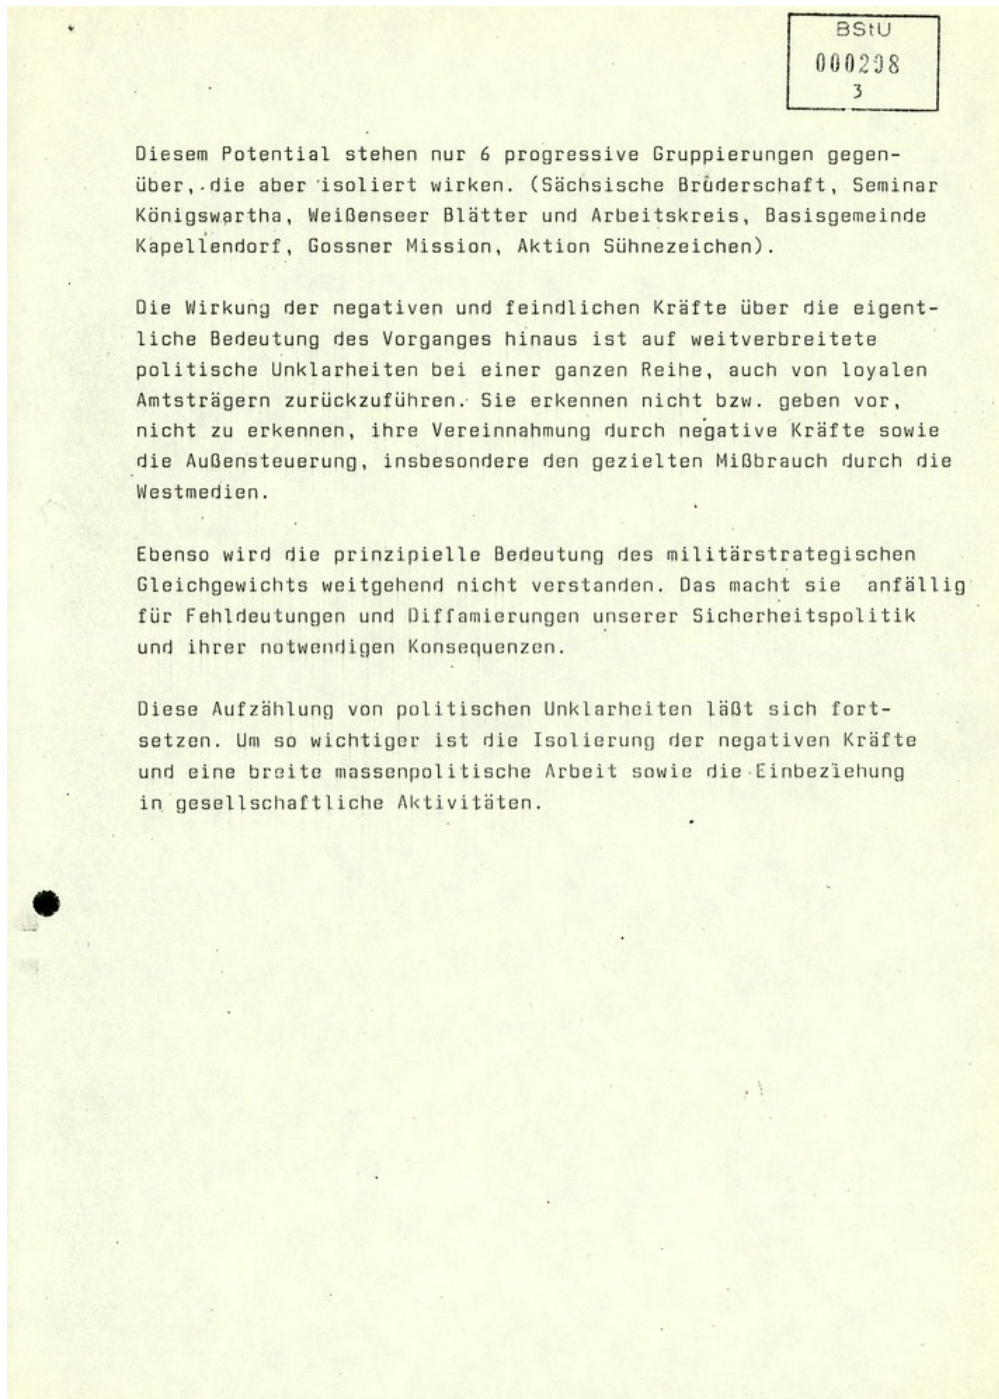 BStU
000208
3
Diesem Potential stehen nur 6 progressive Gruppierungen gegen-
über, die aber isoliert wirken. (Sächsische Brüderschaft, Seminar
Königswartha, Weißenseer Blätter und Arbeitskreis, Basisgemeinde
Kapellendorf, Gossner Mission, Aktion Sühnezeichen).
Die Wirkung der negativen und feindlichen Kräfte über die eigent-
liche Bedeutung des Vorganges hinaus ist auf weitverbreitete
politische Unklarheiten bei einer ganzen Reihe, auch von loyalen
Amtsträgern zurückzuführen. Sie erkennen nicht bzw. geben vor,
nicht zu erkennen, ihre Vereinnahmung durch negative Kräfte sowie
die Außensteuerung, insbesondere den gezielten Mißbrauch durch die
Westmedien.
Ebenso wird die prinzipielle Bedeutung des militärstrategischen
Gleichgewichts weitgehend nicht verstanden. Das macht sie anfällig
für Fehldeutungen und Diffamierungen unserer Sicherheitspolitik
und ihrer notwendigen Konsequenzen.
Diese Aufzählung von politischen Unklarheiten läßt sich fort-
setzen. Um so wichtiger ist die Isolierung der negativen Kräfte
und eine breite massenpolitische Arbeit sowie die Einbeziehung
in gesellschaftliche Aktivitäten.